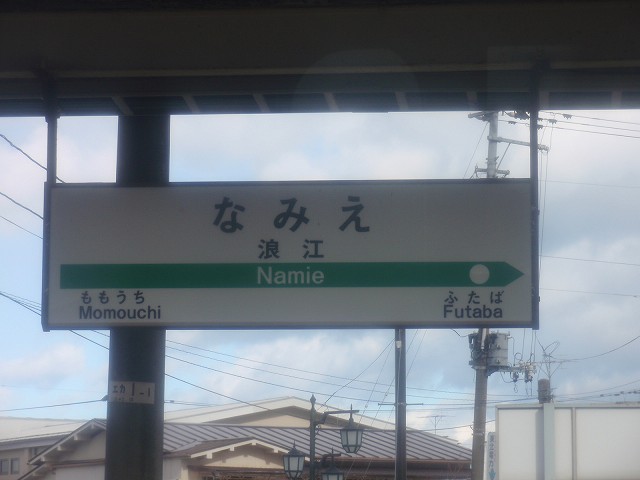 なみえ
浪江
Namie
ももうち
Momouchi
ふたば
Futaba